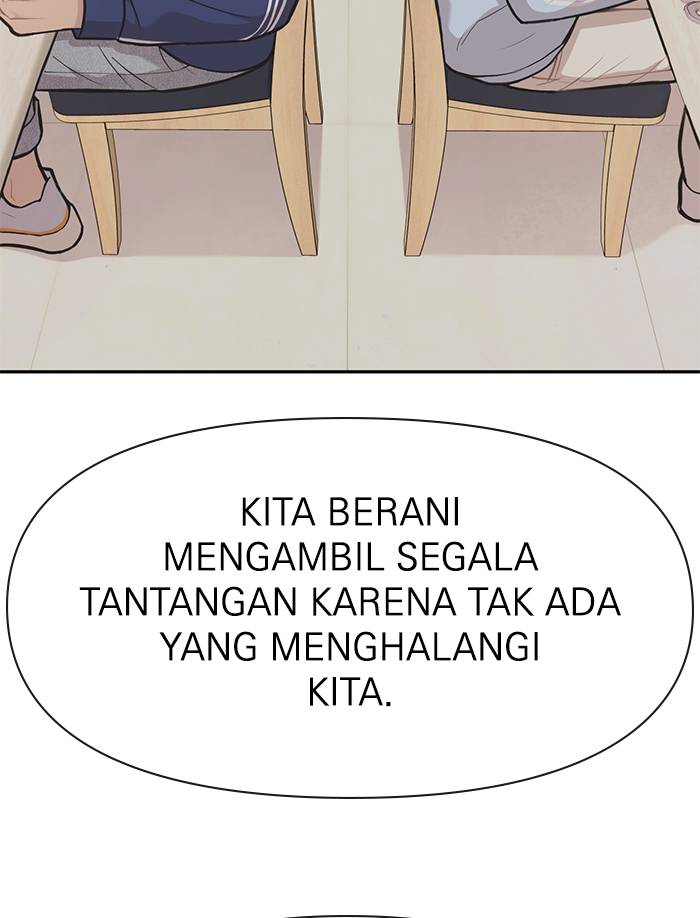 KITA BERANI
MENGAMBIL SEGALA
TANTANGAN KARENA TAK ADA
YANG MENGHALANGI
KITA.